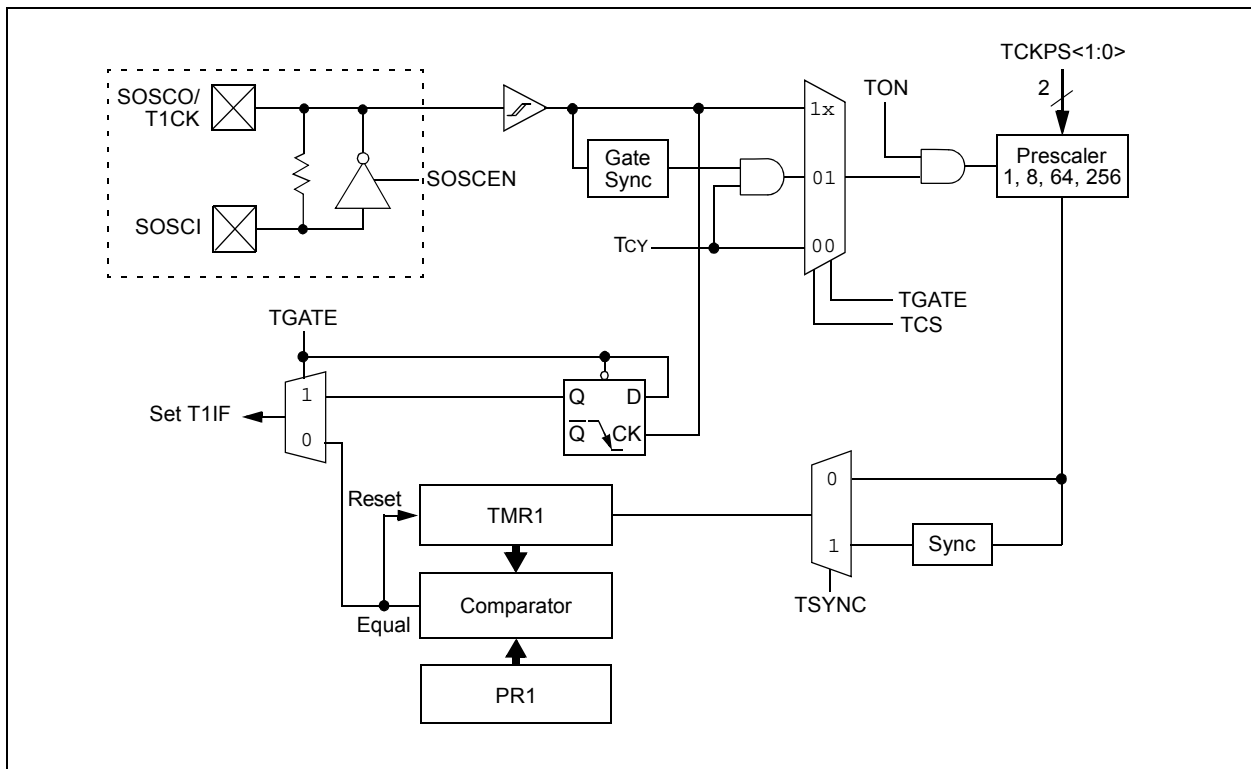 TCKPS<1:0>
2
SOSCO/
T1CK
TON
1x
Prescaler
1, 8, 64, 256
Gate
Sync
SOSCEN
01
SOSCI
TCY
00
TGATE
TCS
TGATE
1
Q
D
Set T1IF
0
Q
CK
Reset
TMR1
0
1
Sync
Comparator
TSYNC
Equal
PR1